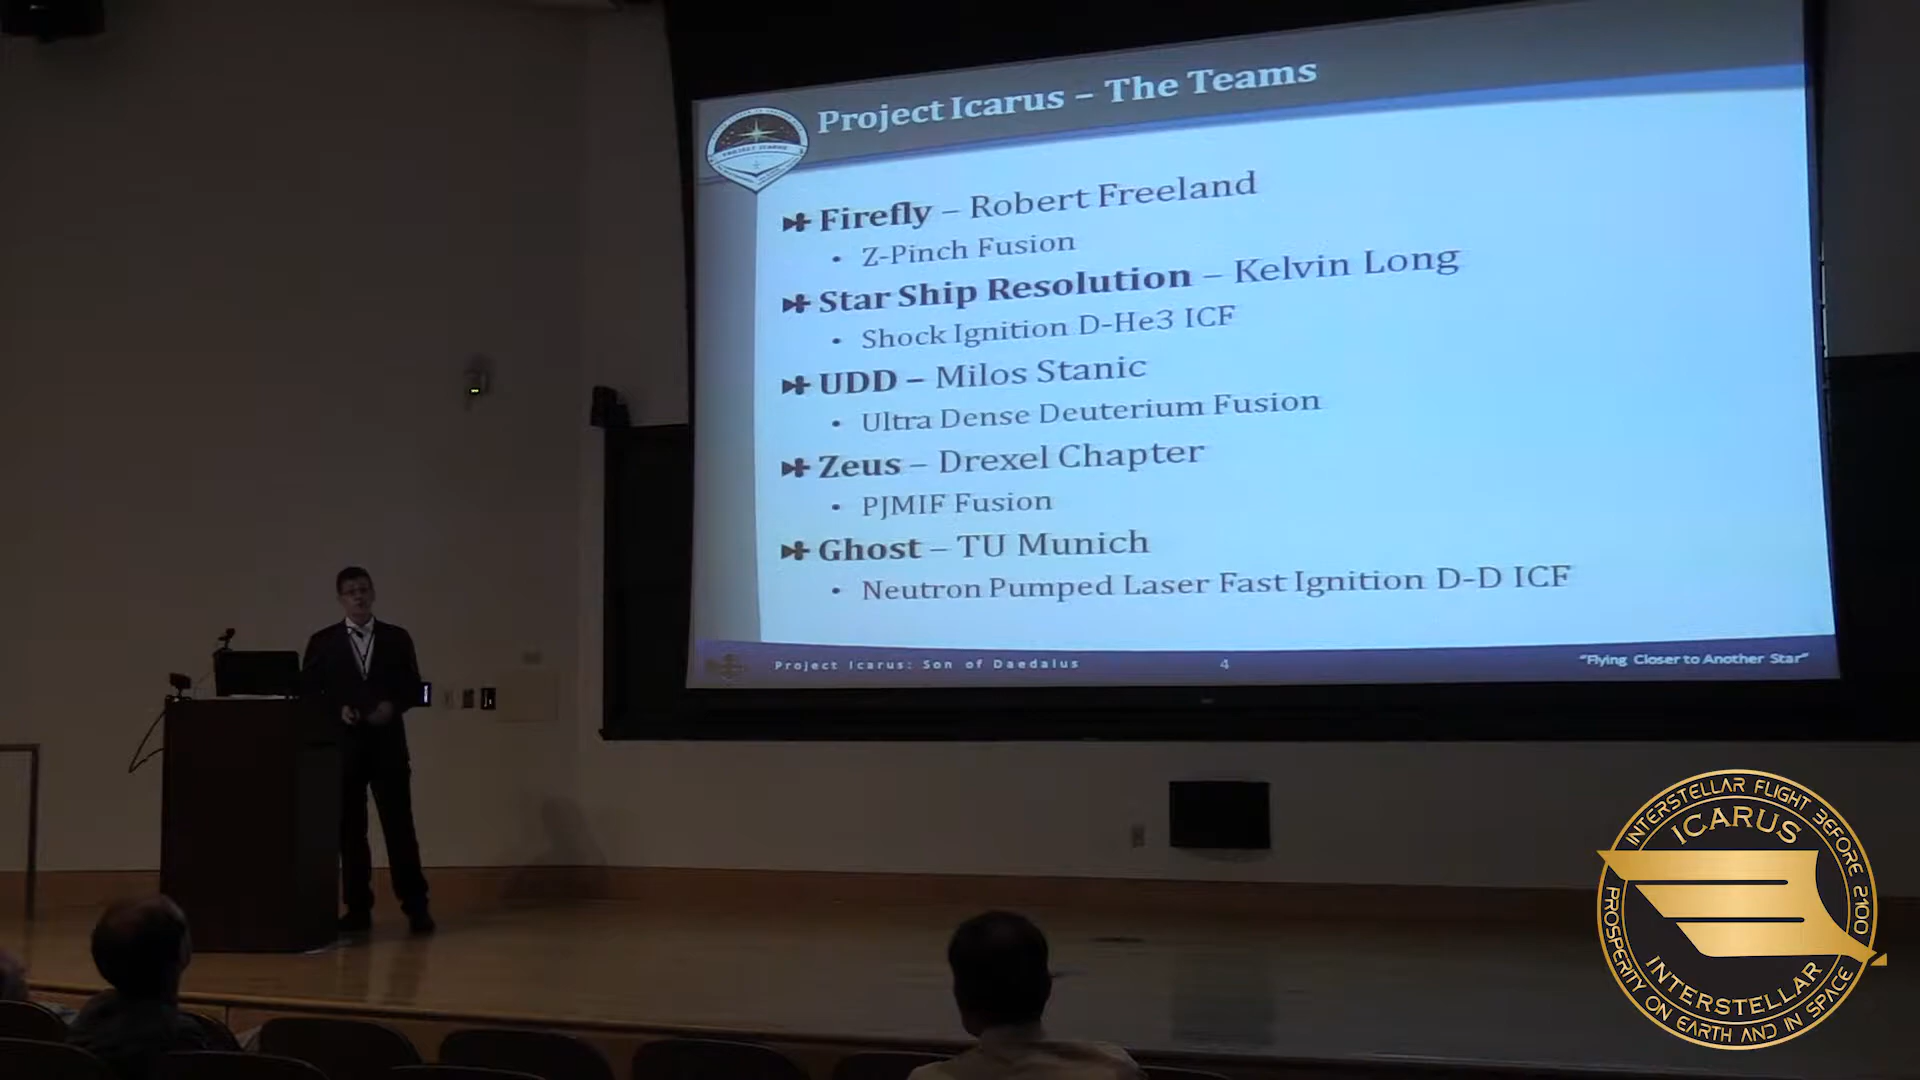 Project Icarus – The Teams
PROJECT ICARUS
Firefly – Robert Freeland
• Z-Pinch Fusion
Star Ship Resolution – Kelvin Long
• Shock Ignition D-He3 ICF
UDD – Milos Stanic
• Ultra Dense Deuterium Fusion
Zeus – Drexel Chapter
• PJMIF Fusion
Ghost – TU Munich
• Neutron Pumped Laser Fast Ignition D-D ICF
Project Icarus: Son of Daedalus
4
"Flying Closer to Another Star"
INTERSTELLAR FLIGHT BEFORE 2100
ICARUS
INTERSTELLAR
PROSPERITY ON EARTH AND IN SPACE